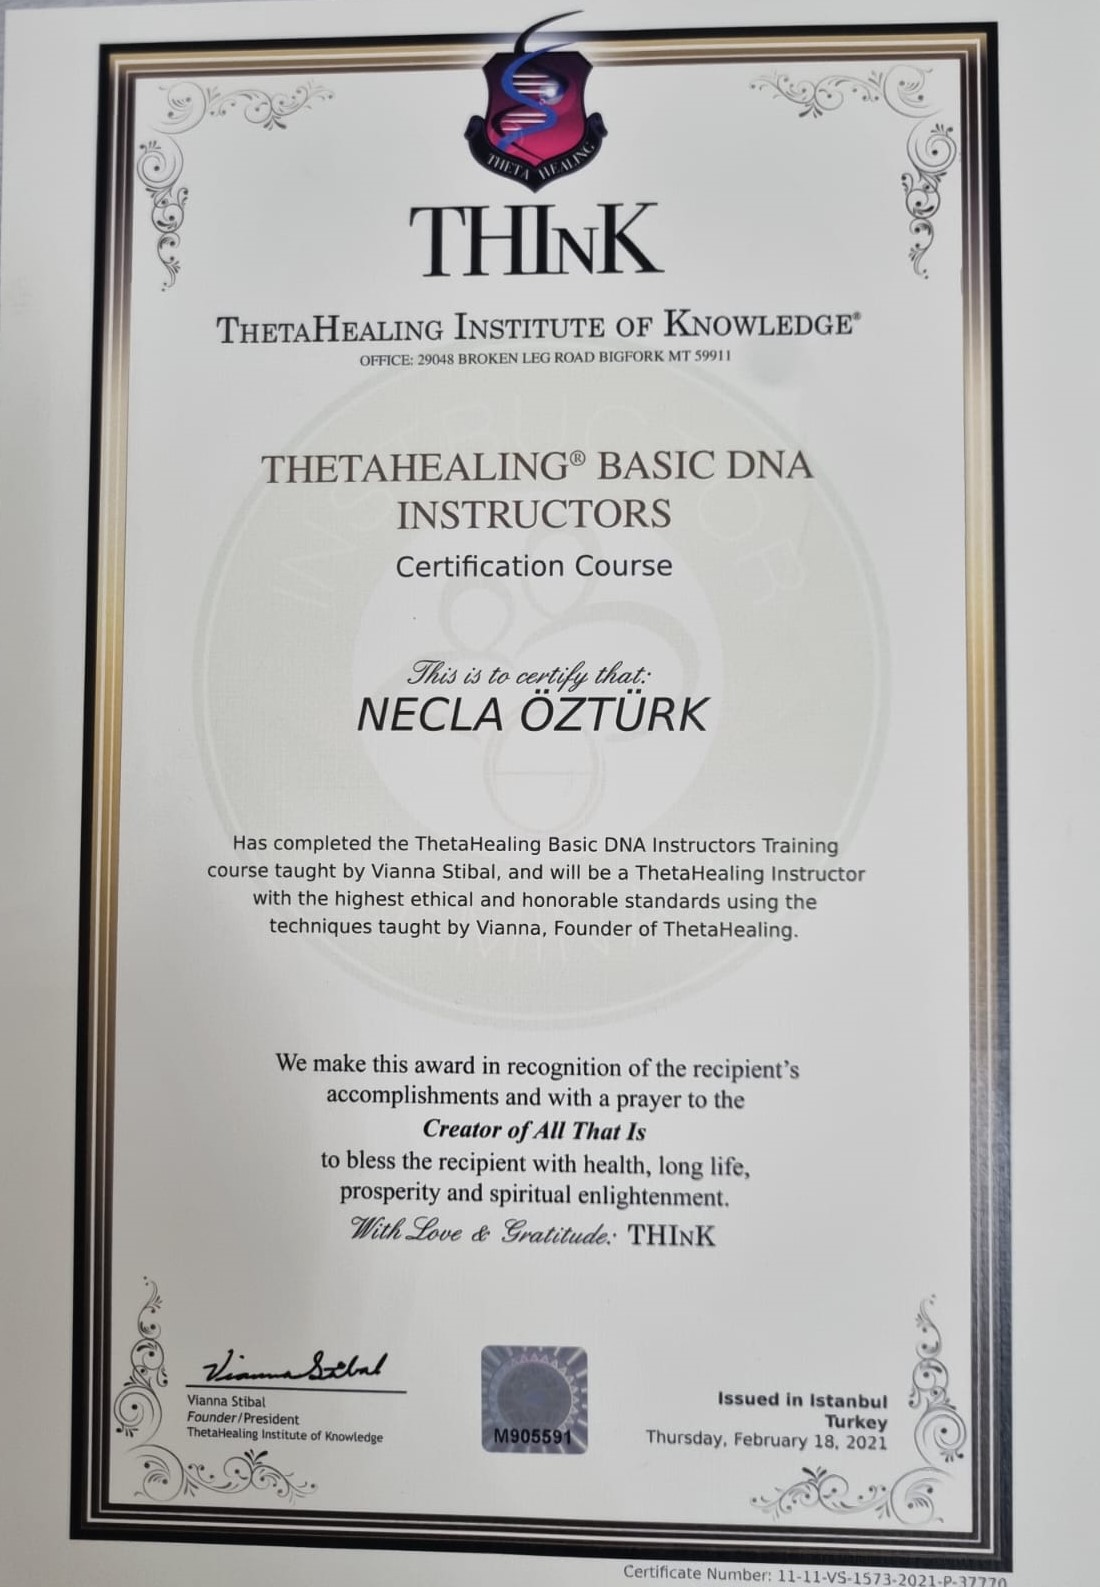 THETA HEALING
THINK
THETAHEALING INSTITUTE OF KNOWLEDGE®
OFFICE: 29048 BROKEN LEG ROAD BIGFORK MT 59911
THETAHEALING® BASIC DNA
INSTRUCTORS
Certification Course
INSTRUCTOR
This is to certify that:
NECLA ÖZTÜRK
Has completed the ThetaHealing Basic DNA Instructors Training
course taught by Vianna Stibal, and will be a ThetaHealing Instructor
with the highest ethical and honorable standards using the
techniques taught by Vianna, Founder of ThetaHealing.
We make this award in recognition of the recipient's
accomplishments and with a prayer to the
Creator of All That Is
to bless the recipient with health, long life,
prosperity and spiritual enlightenment.
With Love & Gratitude: THINK
Vianna Stibal
Vianna Stibal
Founder/President
ThetaHealing Institute of Knowledge
M905591
Issued in Istanbul
Turkey
Thursday, February 18, 2021
Certificate Number: 11-11-VS-1573-2021-P-37770